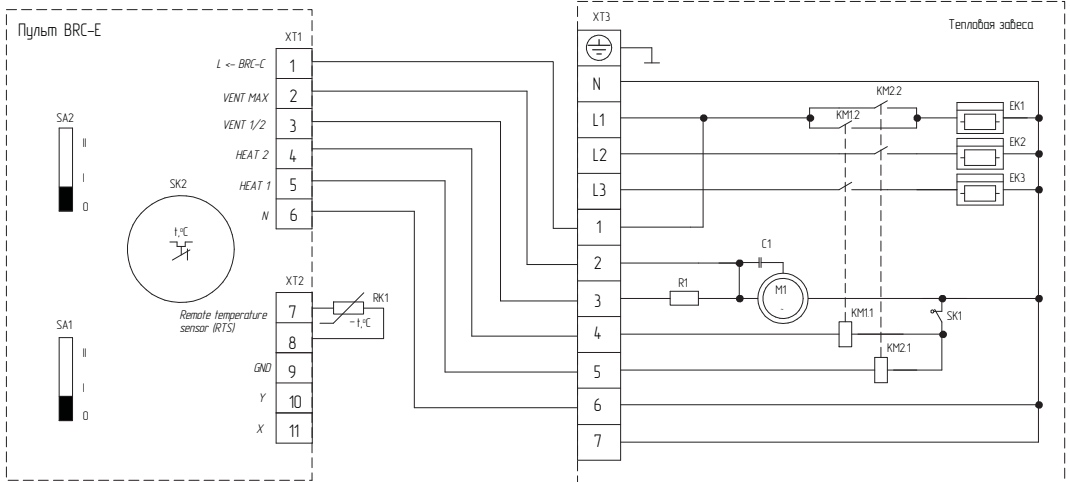 Пульт BRC-E
XT1
L <- BRC-C 1
VENT MAX 2
VENT 1/2 3
HEAT 2 4
HEAT 1 5
N 6
SA2
II
I
0
SK2
t,°C
XT2
Remote temperature
sensor (RTS)
7
8
GND 9
Y 10
X 11
RK1
- t,°C
SA1
II
I
0
XT3
Тепловая завеса
N
L1
L2
L3
1
2
3
4
5
6
7
KM2.2
KM1.2
EK1
EK2
EK3
C1
R1
M1
KM1.1
SK1
KM2.1